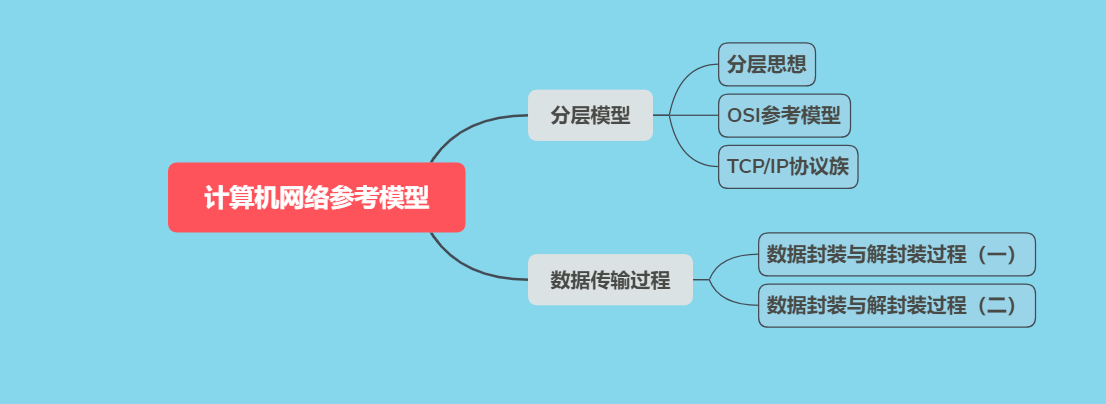 计算机网络参考模型
分层模型
分层思想
OSI参考模型
TCP/IP协议族
数据传输过程
数据封装与解封装过程（一）
数据封装与解封装过程（二）